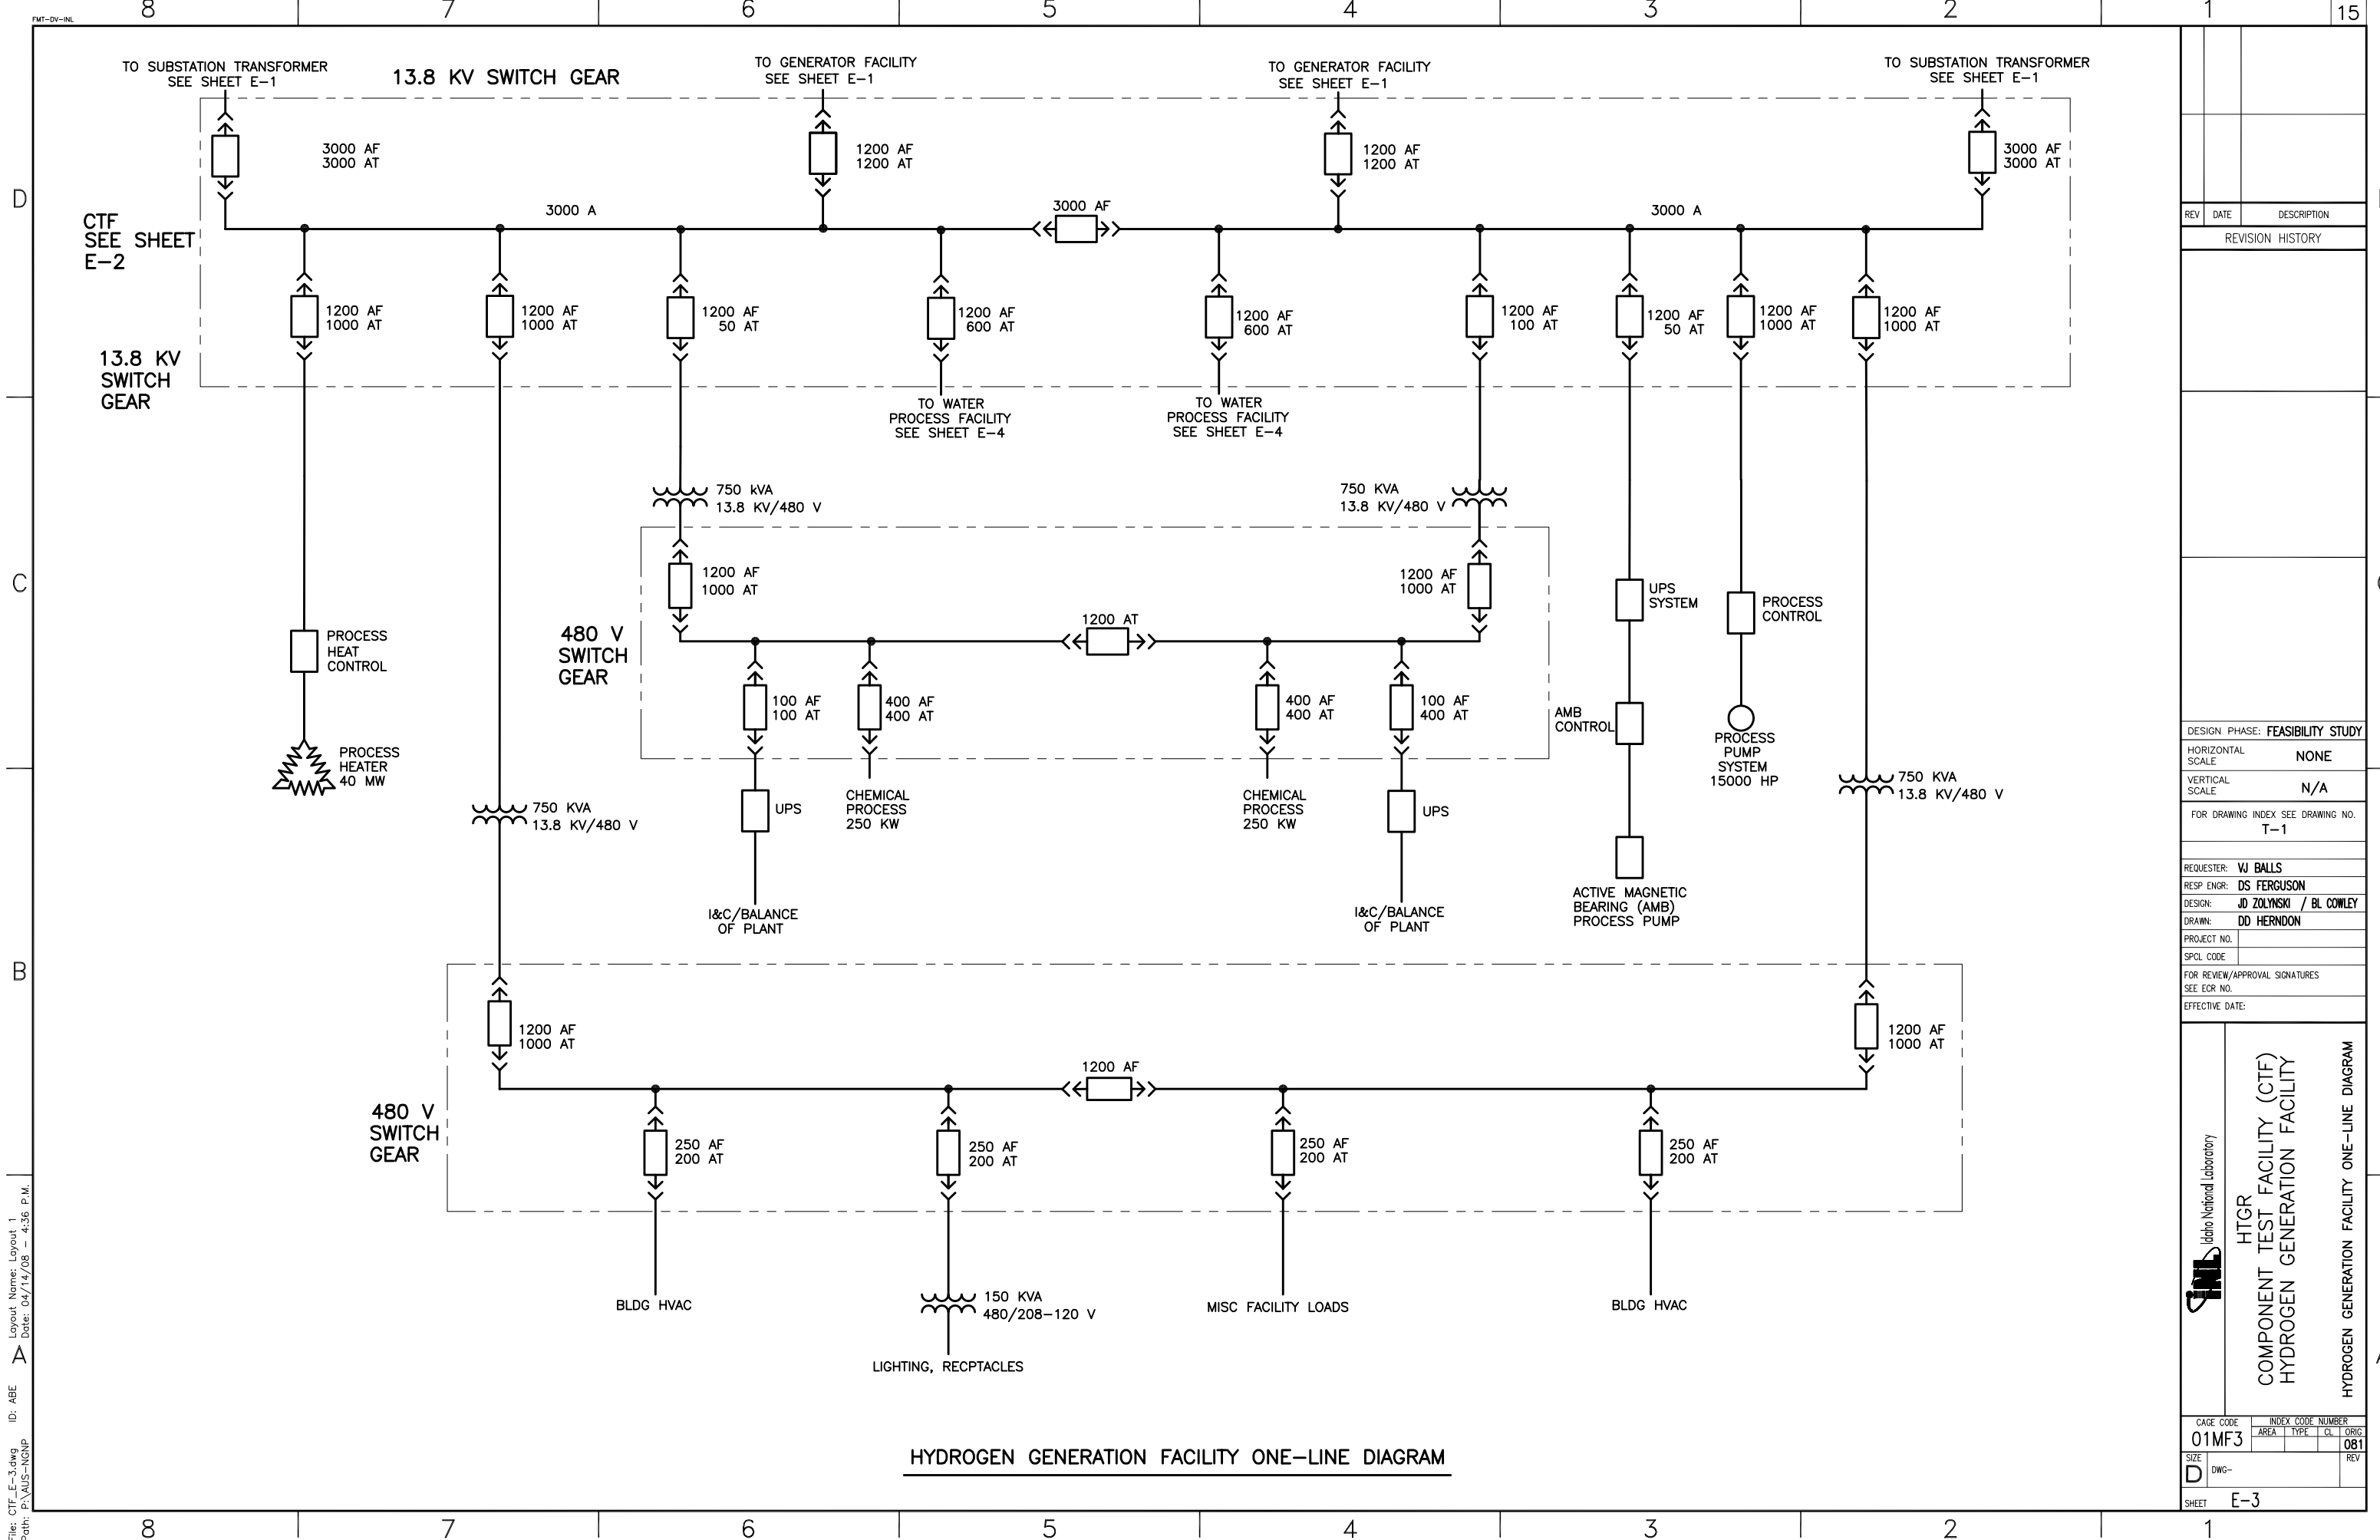 FMT-DV-INL
8
7
6
5
4
3
2
1
15
TO SUBSTATION TRANSFORMER
SEE SHEET E-1
13.8 KV SWITCH GEAR
TO GENERATOR FACILITY
SEE SHEET E-1
TO GENERATOR FACILITY
SEE SHEET E-1
TO SUBSTATION TRANSFORMER
SEE SHEET E-1
3000 AF
3000 AT
1200 AF
1200 AT
1200 AF
1200 AT
3000 AF
3000 AT
D
CTF
SEE SHEET
E-2
3000 A
3000 AF
3000 A
1200 AF
1000 AT
1200 AF
1000 AT
1200 AF
50 AT
1200 AF
600 AT
1200 AF
600 AT
1200 AF
100 AT
1200 AF
50 AT
1200 AF
1000 AT
1200 AF
1000 AT
13.8 KV
SWITCH
GEAR
TO WATER
PROCESS FACILITY
SEE SHEET E-4
TO WATER
PROCESS FACILITY
SEE SHEET E-4
750 kVA
13.8 KV/480 V
750 KVA
13.8 KV/480 V
C
1200 AF
1000 AT
1200 AF
1000 AT
UPS
SYSTEM
PROCESS
CONTROL
PROCESS
HEAT
CONTROL
480 V
SWITCH
GEAR
1200 AT
100 AF
100 AT
400 AF
400 AT
400 AF
400 AT
100 AF
400 AT
AMB
CONTROL
PROCESS
PUMP
SYSTEM
15000 HP
PROCESS
HEATER
40 MW
750 KVA
13.8 KV/480 V
UPS
CHEMICAL
PROCESS
250 KW
CHEMICAL
PROCESS
250 KW
UPS
750 KVA
13.8 KV/480 V
I&C/BALANCE
OF PLANT
I&C/BALANCE
OF PLANT
ACTIVE MAGNETIC
BEARING (AMB)
PROCESS PUMP
B
1200 AF
1000 AT
1200 AF
1000 AT
1200 AF
480 V
SWITCH
GEAR
250 AF
200 AT
250 AF
200 AT
250 AF
200 AT
250 AF
200 AT
BLDG HVAC
150 KVA
480/208-120 V
MISC FACILITY LOADS
BLDG HVAC
A
LIGHTING, RECPTACLES
HYDROGEN GENERATION FACILITY ONE-LINE DIAGRAM
8
7
6
5
4
3
2
1
File: CTF_E-3.dwg ID: ABE Layout Name: Layout 1
Path: P:\AUS-NGNP Date: 04/14/08 - 4:36 P.M.
REV DATE DESCRIPTION
REVISION HISTORY
DESIGN PHASE: FEASIBILITY STUDY
HORIZONTAL
SCALE NONE
VERTICAL
SCALE N/A
FOR DRAWING INDEX SEE DRAWING NO.
T-1
REQUESTER: VJ BALLS
RESP ENGR: DS FERGUSON
DESIGN: JD ZOLYNSKI / BL COWLEY
DRAWN: DD HERNDON
PROJECT NO.
SPCL CODE
FOR REVIEW/APPROVAL SIGNATURES
SEE ECR NO.
EFFECTIVE DATE:
INL
Idaho National Laboratory
HTGR
COMPONENT TEST FACILITY (CTF)
HYDROGEN GENERATION FACILITY
HYDROGEN GENERATION FACILITY ONE-LINE DIAGRAM
CAGE CODE
01MF3
INDEX CODE NUMBER
AREA TYPE CL ORIG
081
SIZE
D
DWG-
REV
SHEET E-3